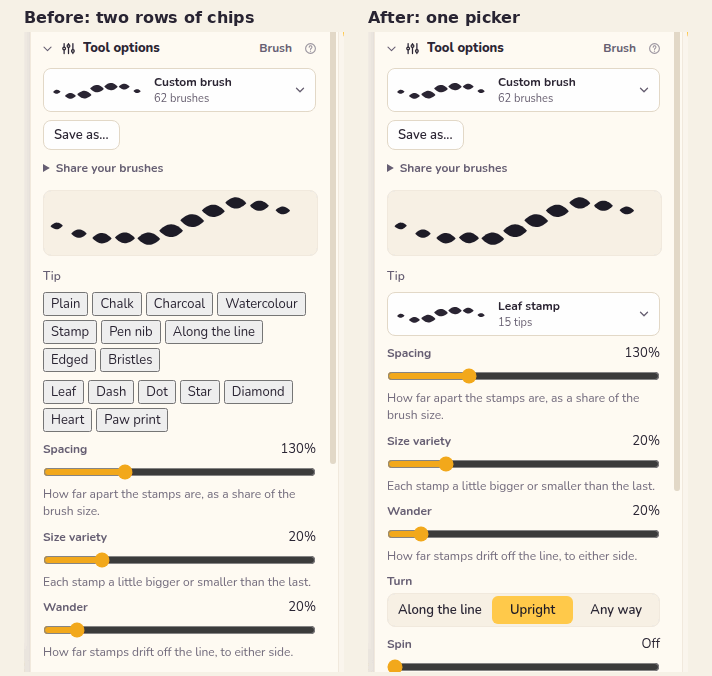 Before: two rows of chips
Tool options
Brush
Custom brush
62 brushes
Save as...
Share your brushes
Tip
Plain
Chalk
Charcoal
Watercolour
Stamp
Pen nib
Along the line
Edged
Bristles
Leaf
Dash
Dot
Star
Diamond
Heart
Paw print
Spacing
130%
How far apart the stamps are, as a share of the
brush size.
Size variety
20%
Each stamp a little bigger or smaller than the last.
Wander
20%
How far stamps drift off the line, to either side.
After: one picker
Tool options
Brush
Custom brush
62 brushes
Save as...
Share your brushes
Tip
Leaf stamp
15 tips
Spacing
130%
How far apart the stamps are, as a share of the
brush size.
Size variety
20%
Each stamp a little bigger or smaller than the last.
Wander
20%
How far stamps drift off the line, to either side.
Turn
Along the line
Upright
Any way
Spin
Off